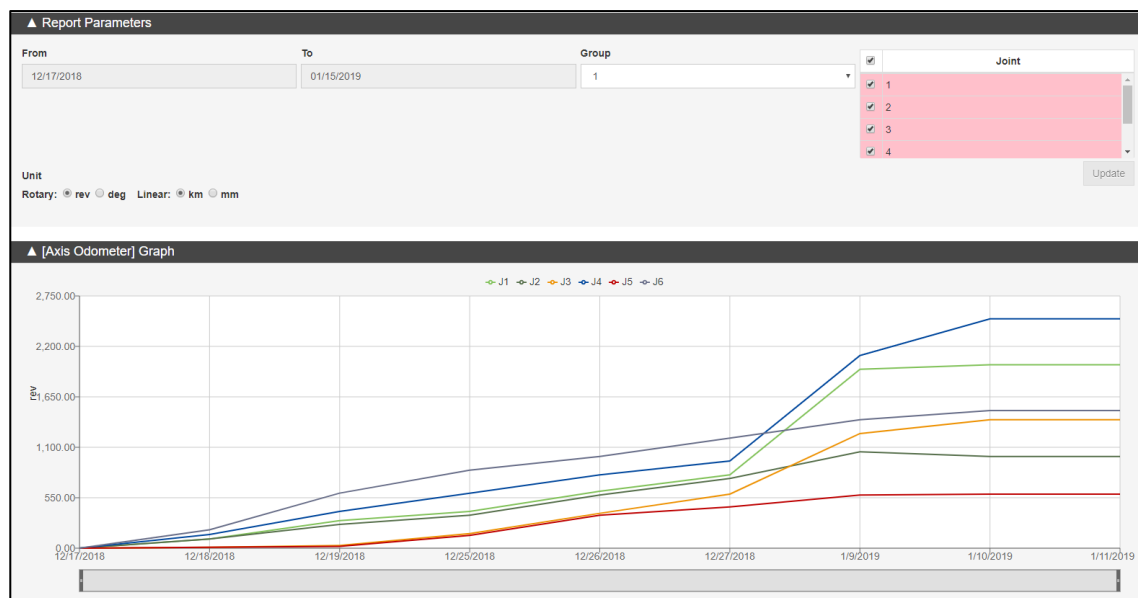 ▲ Report Parameters
From To Group
12/17/2018 01/15/2019 1
Joint
1
2
3
4
Unit
Update
Rotary: rev deg Linear: km mm
▲ [Axis Odometer] Graph
J1 J2 J3 J4 J5 J6
2,750.00
2,200.00
1,650.00
rev
1,100.00
550.00
0.00
12/17/2018 12/18/2018 12/19/2018 12/25/2018 12/26/2018 12/27/2018 1/9/2019 1/10/2019 1/11/2019